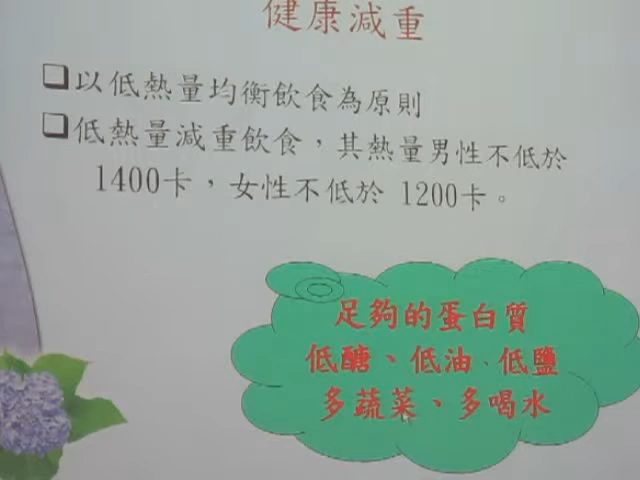 健康減重
❑以低熱量均衡飲食為原則
❑低熱量減重飲食，其熱量男性不低於
1400卡，女性不低於 1200卡。
足夠的蛋白質
低醣、低油、低鹽
多蔬菜、多喝水